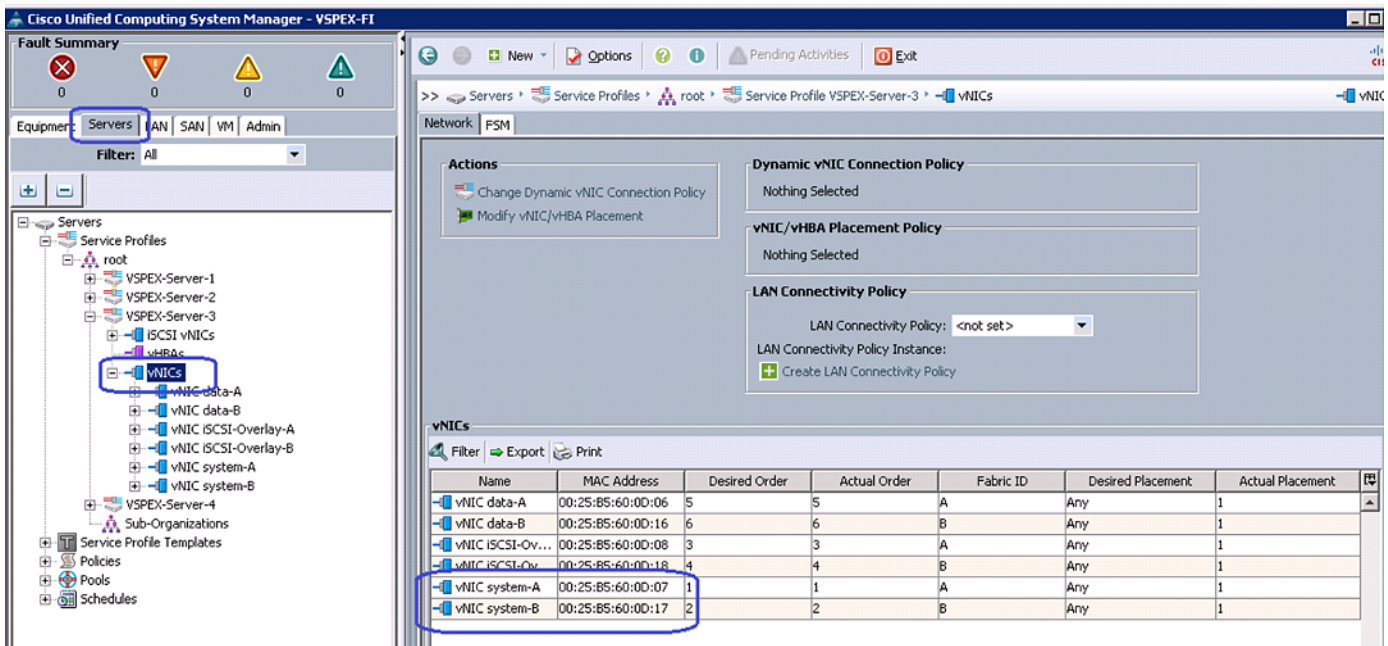 Cisco Unified Computing System Manager - VSPEX-FI
Fault Summary
0 0 0 0
Equipment Servers LAN SAN VM Admin
Filter: All
Servers
Service Profiles
root
VSPEX-Server-1
VSPEX-Server-2
VSPEX-Server-3
iSCSI vNICs
vHBAs
vNICs
vNIC data-A
vNIC data-B
vNIC iSCSI-Overlay-A
vNIC iSCSI-Overlay-B
vNIC system-A
vNIC system-B
VSPEX-Server-4
Sub-Organizations
Service Profile Templates
Policies
Pools
Schedules
New Options Pending Activities Exit
>> Servers Service Profiles root Service Profile VSPEX-Server-3 vNICs vNIC
Network FSM
Actions
Change Dynamic vNIC Connection Policy
Modify vNIC/vHBA Placement
Dynamic vNIC Connection Policy
Nothing Selected
vNIC/vHBA Placement Policy
Nothing Selected
LAN Connectivity Policy
LAN Connectivity Policy: <not set>
LAN Connectivity Policy Instance:
Create LAN Connectivity Policy
vNICs
Filter Export Print
Name MAC Address Desired Order Actual Order Fabric ID Desired Placement Actual Placement
vNIC data-A 00:25:B5:60:0D:06 5 5 A Any 1
vNIC data-B 00:25:B5:60:0D:16 6 6 B Any 1
vNIC iSCSI-Ov... 00:25:B5:60:0D:08 3 3 A Any 1
vNIC iSCSI-Ov... 00:25:B5:60:0D:18 4 4 B Any 1
vNIC system-A 00:25:B5:60:0D:07 1 1 A Any 1
vNIC system-B 00:25:B5:60:0D:17 2 2 B Any 1